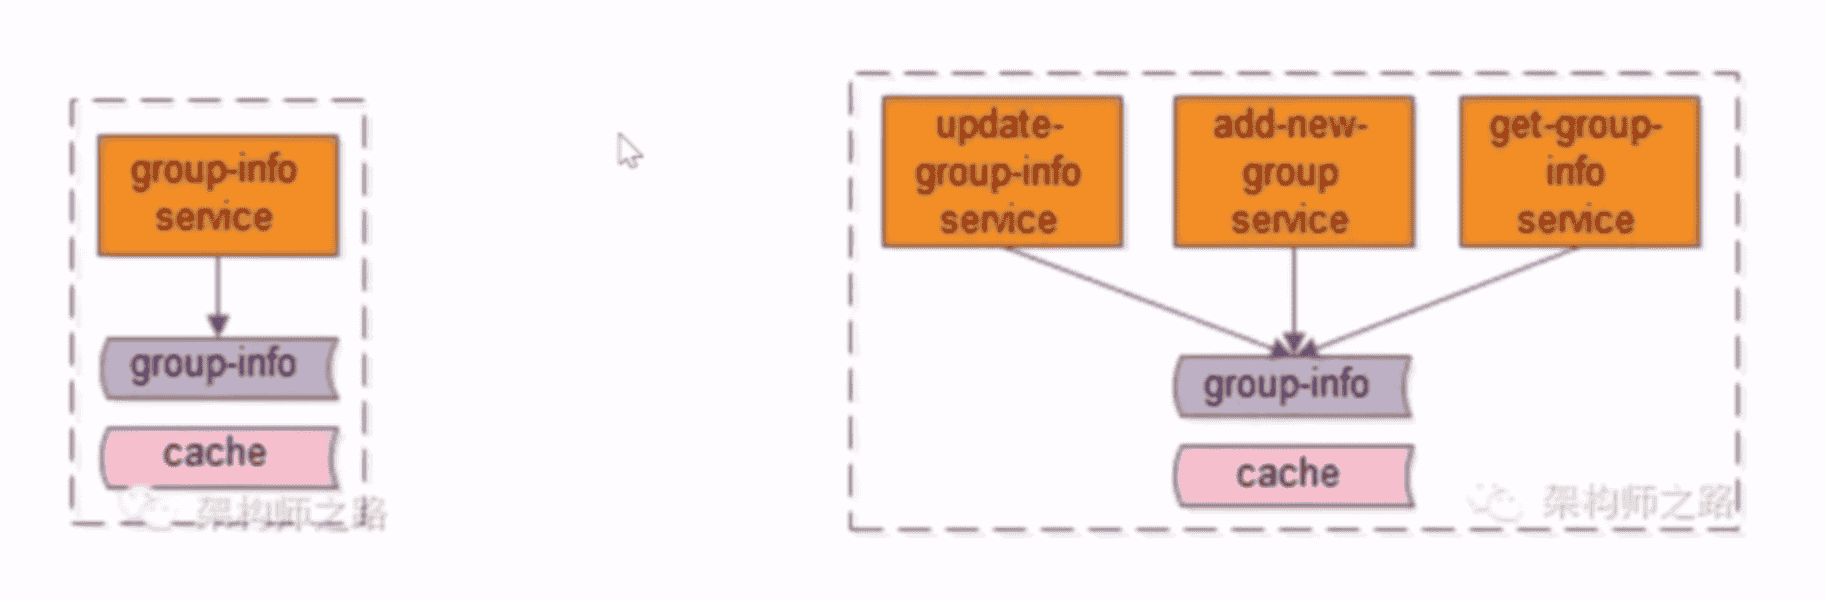 group-info
service
group-info
cache
架构师之路
update-
group-info
service
add-new-
group
service
get-group-
info
service
group-info
cache
架构师之路